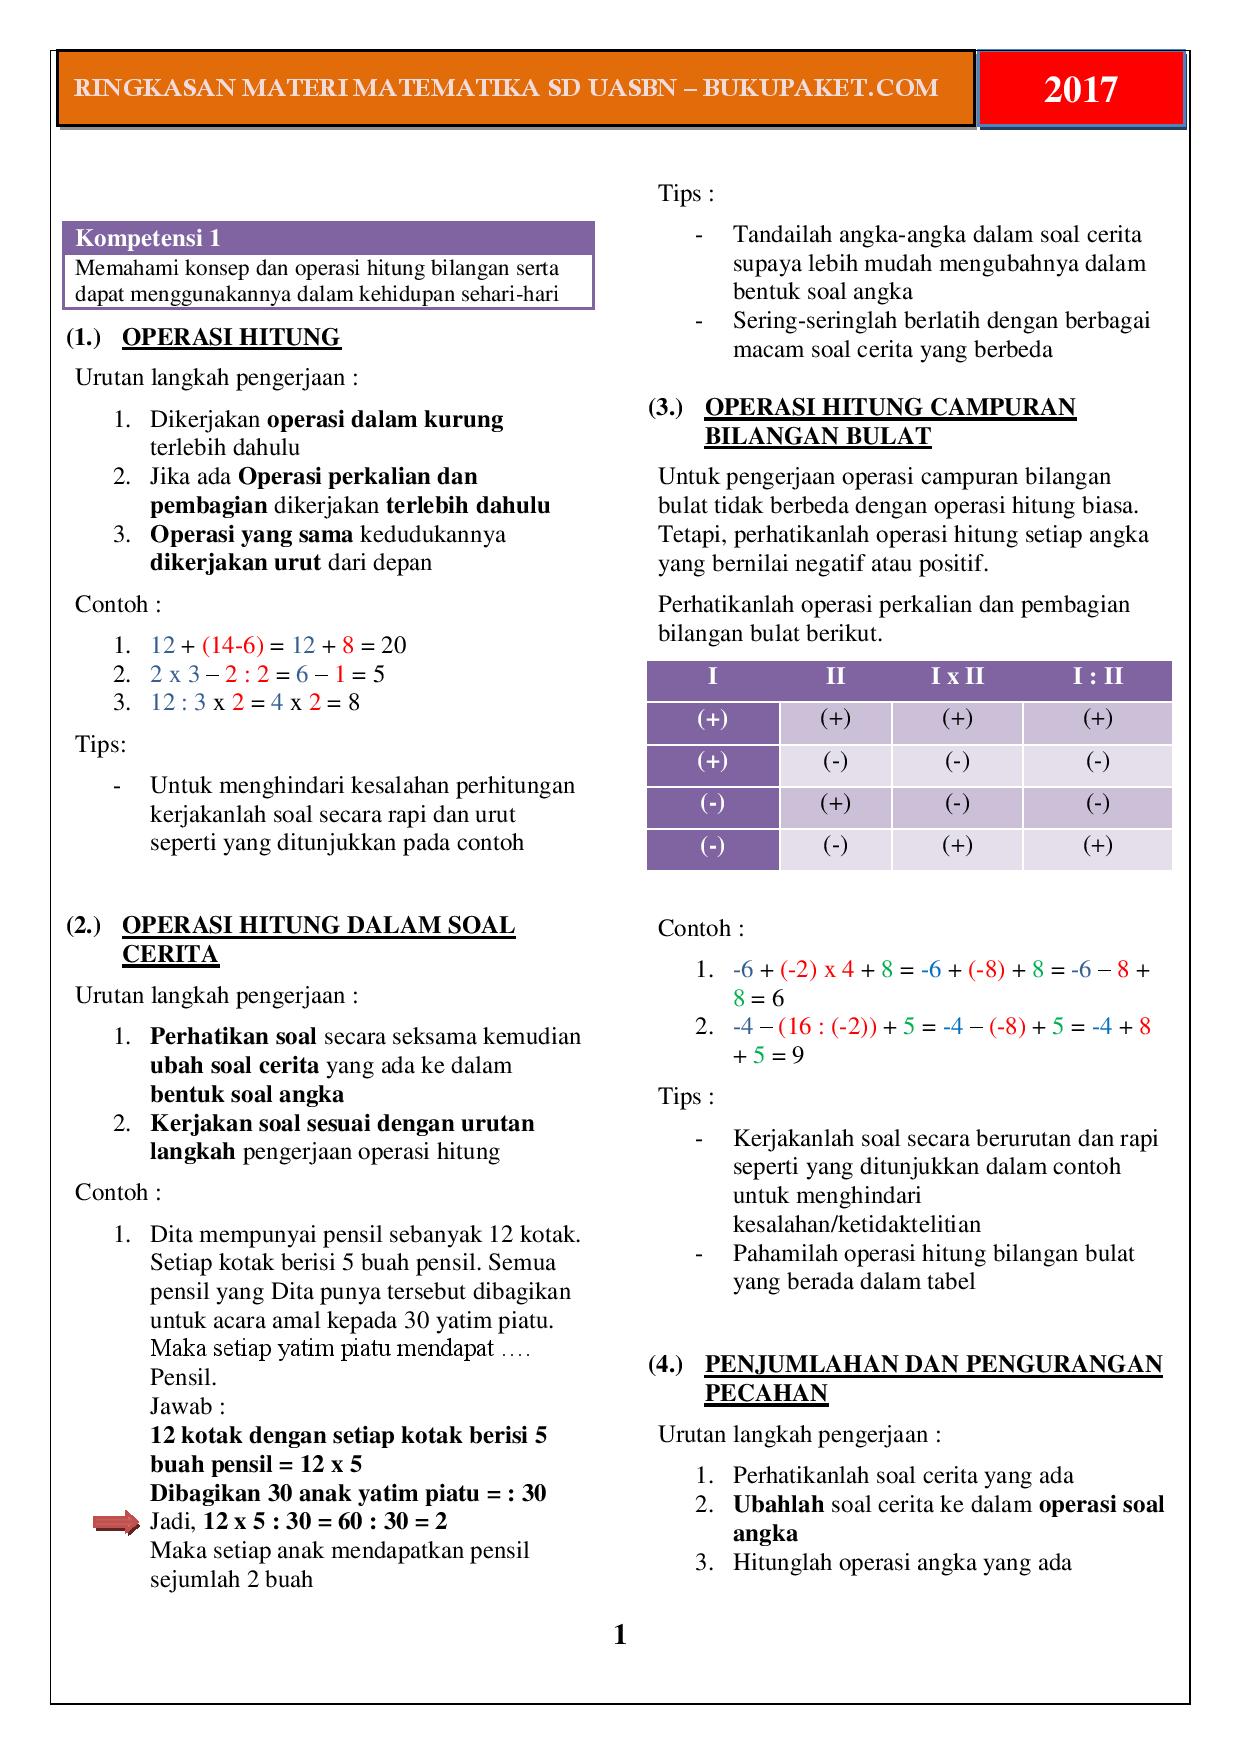 RINGKASAN MATERI MATEMATIKA SD UASBN – BUKUPAKET.COM
2017
Kompetensi 1
Memahami konsep dan operasi hitung bilangan serta
dapat menggunakannya dalam kehidupan sehari-hari
(1.) OPERASI HITUNG
Urutan langkah pengerjaan :
1. Dikerjakan operasi dalam kurung
terlebih dahulu
2. Jika ada Operasi perkalian dan
pembagian dikerjakan terlebih dahulu
3. Operasi yang sama kedudukannya
dikerjakan urut dari depan
Contoh :
1. 12 + (14-6) = 12 + 8 = 20
2. 2 x 3 – 2 : 2 = 6 – 1 = 5
3. 12 : 3 x 2 = 4 x 2 = 8
Tips:
- Untuk menghindari kesalahan perhitungan
kerjakanlah soal secara rapi dan urut
seperti yang ditunjukkan pada contoh
(2.) OPERASI HITUNG DALAM SOAL
CERITA
Urutan langkah pengerjaan :
1. Perhatikan soal secara seksama kemudian
ubah soal cerita yang ada ke dalam
bentuk soal angka
2. Kerjakan soal sesuai dengan urutan
langkah pengerjaan operasi hitung
Contoh :
1. Dita mempunyai pensil sebanyak 12 kotak.
Setiap kotak berisi 5 buah pensil. Semua
pensil yang Dita punya tersebut dibagikan
untuk acara amal kepada 30 yatim piatu.
Maka setiap yatim piatu mendapat ….
Pensil.
Jawab :
12 kotak dengan setiap kotak berisi 5
buah pensil = 12 x 5
Dibagikan 30 anak yatim piatu = : 30
Jadi, 12 x 5 : 30 = 60 : 30 = 2
Maka setiap anak mendapatkan pensil
sejumlah 2 buah
Tips :
- Tandailah angka-angka dalam soal cerita
supaya lebih mudah mengubahnya dalam
bentuk soal angka
- Sering-seringlah berlatih dengan berbagai
macam soal cerita yang berbeda
(3.) OPERASI HITUNG CAMPURAN
BILANGAN BULAT
Untuk pengerjaan operasi campuran bilangan
bulat tidak berbeda dengan operasi hitung biasa.
Tetapi, perhatikanlah operasi hitung setiap angka
yang bernilai negatif atau positif.
Perhatikanlah operasi perkalian dan pembagian
bilangan bulat berikut.
I II I x II I : II
(+) (+) (+) (+)
(+) (-) (-) (-)
(-) (+) (-) (-)
(-) (-) (+) (+)
Contoh :
1. -6 + (-2) x 4 + 8 = -6 + (-8) + 8 = -6 – 8 +
8 = 6
2. -4 – (16 : (-2)) + 5 = -4 – (-8) + 5 = -4 + 8
+ 5 = 9
Tips :
- Kerjakanlah soal secara berurutan dan rapi
seperti yang ditunjukkan dalam contoh
untuk menghindari
kesalahan/ketidaktelitian
- Pahamilah operasi hitung bilangan bulat
yang berada dalam tabel
(4.) PENJUMLAHAN DAN PENGURANGAN
PECAHAN
Urutan langkah pengerjaan :
1. Perhatikanlah soal cerita yang ada
2. Ubahlah soal cerita ke dalam operasi soal
angka
3. Hitunglah operasi angka yang ada
1